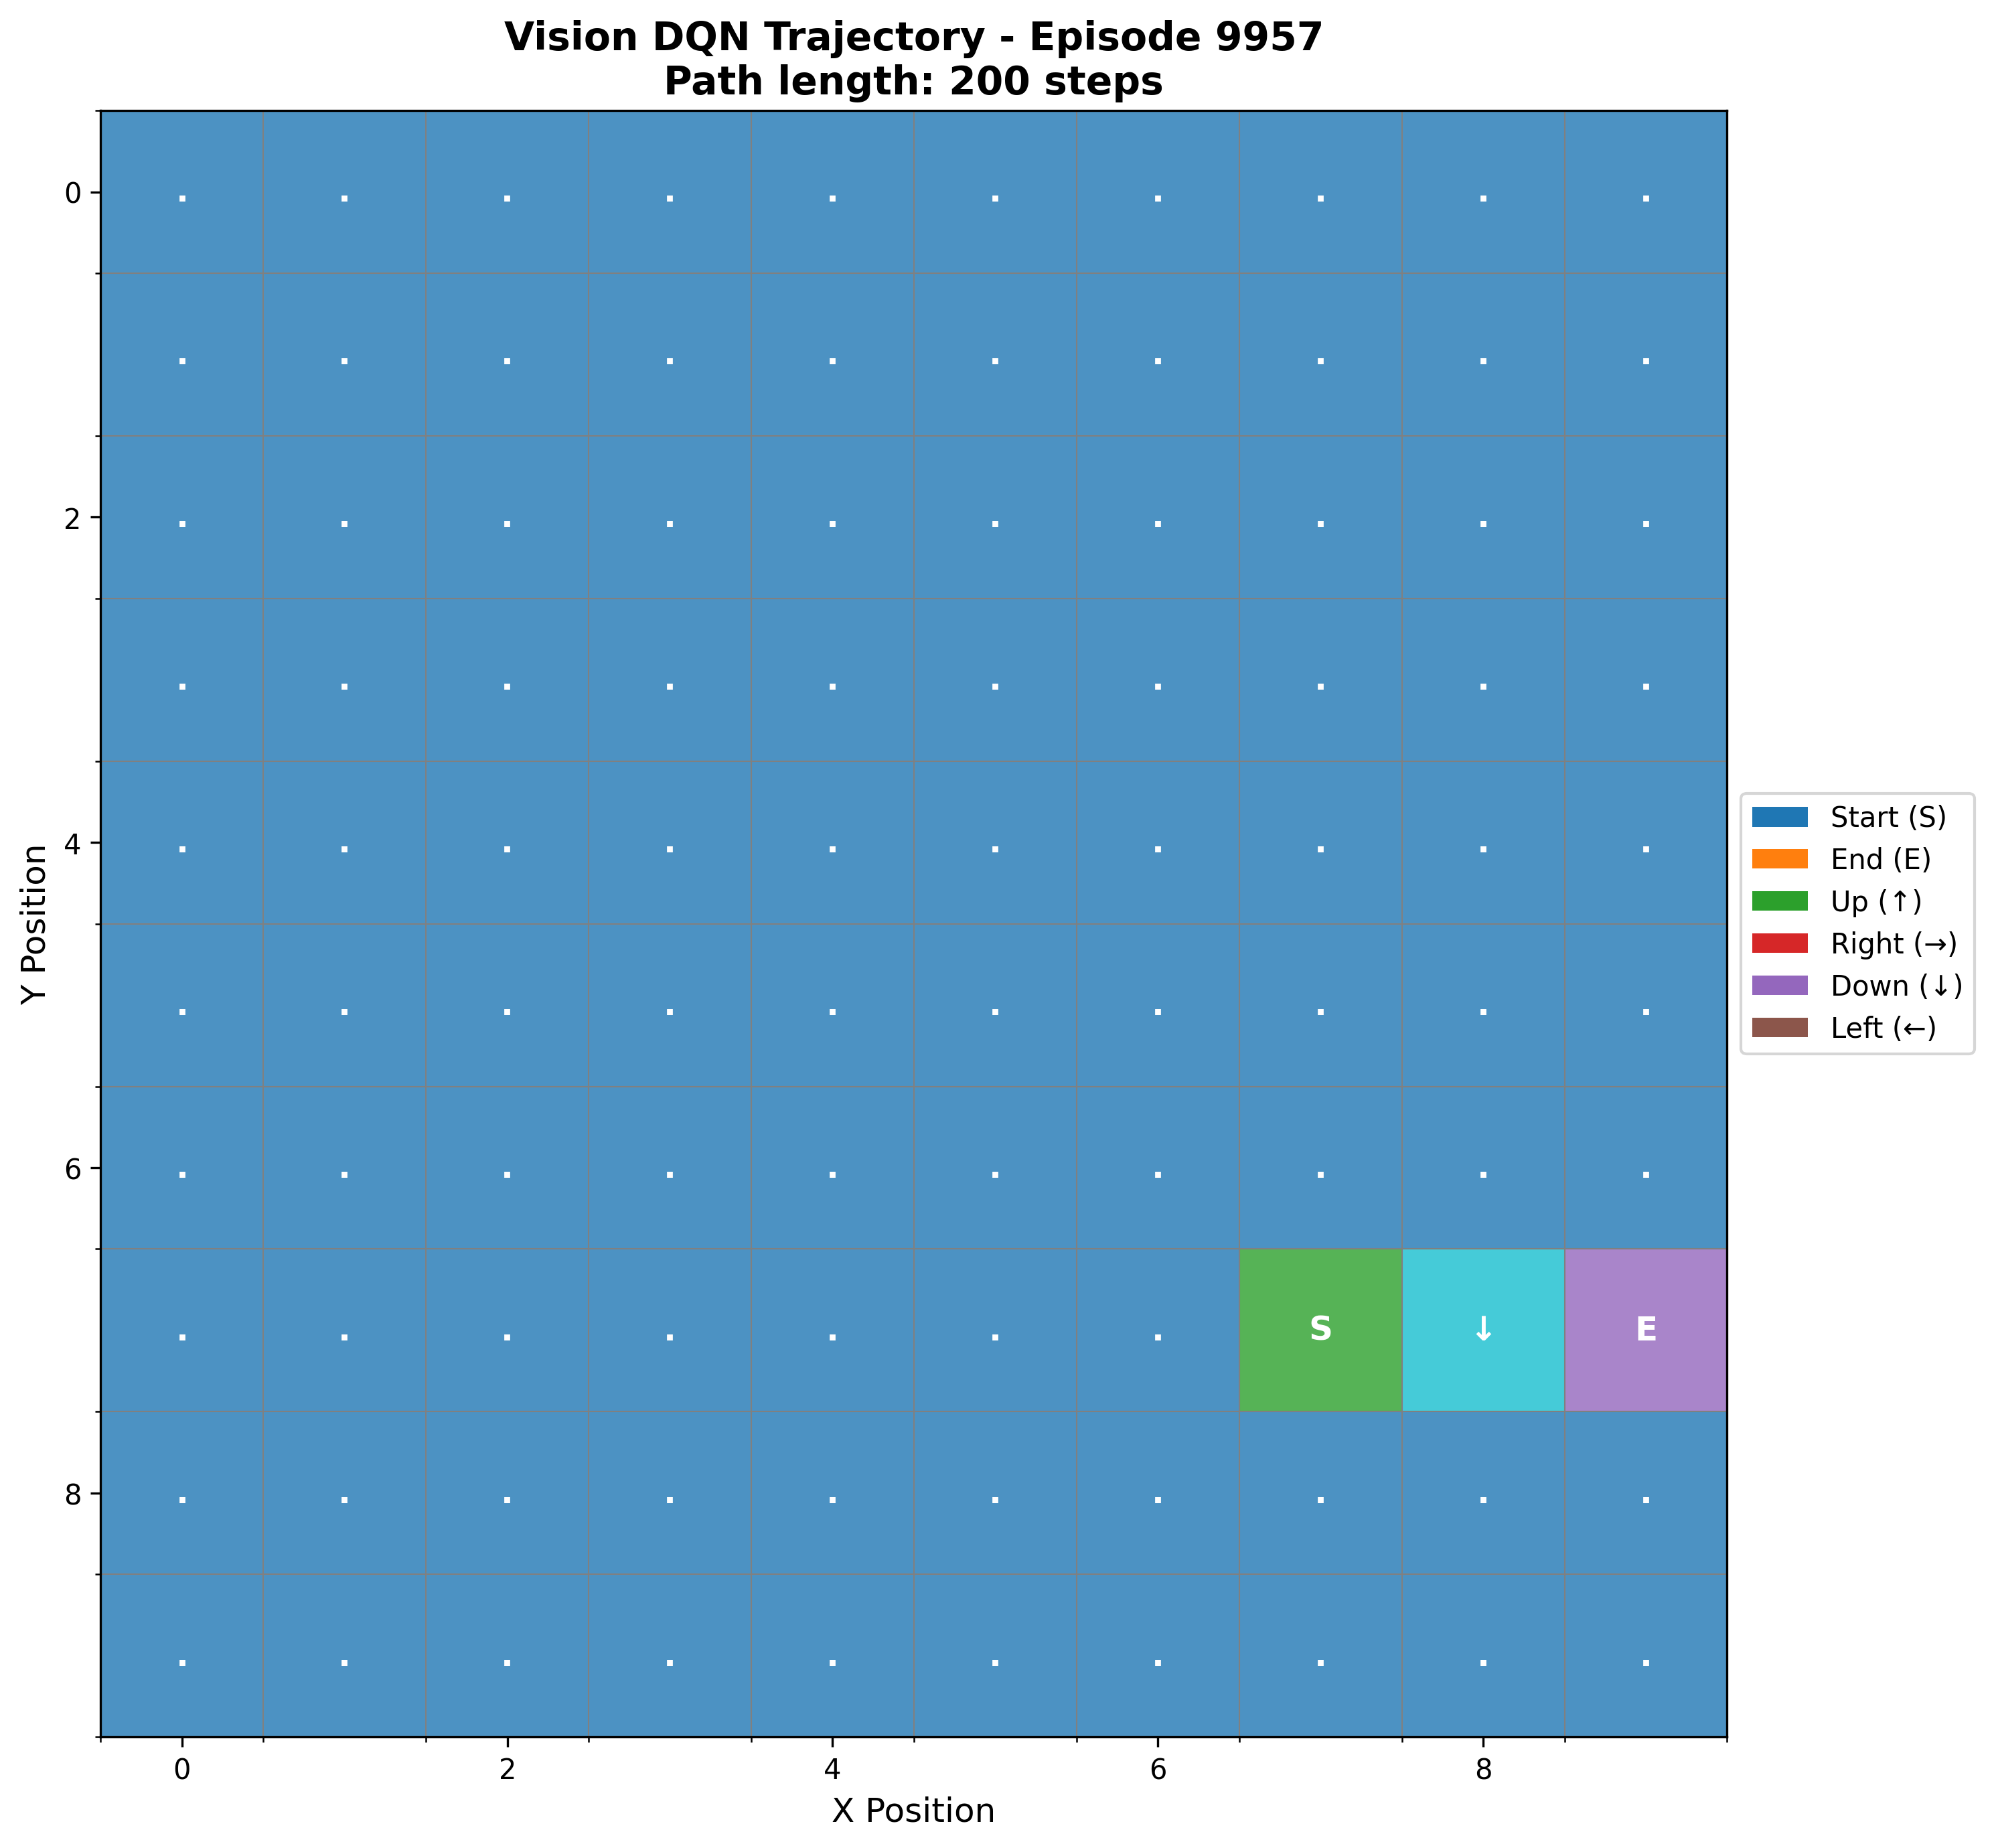 Vision DQN Trajectory - Episode 9957
Path length: 200 steps
0
2
4
6
8
Y Position
S ↓ E
0 2 4 6 8
X Position
Start (S)
End (E)
Up (↑)
Right (→)
Down (↓)
Left (←)